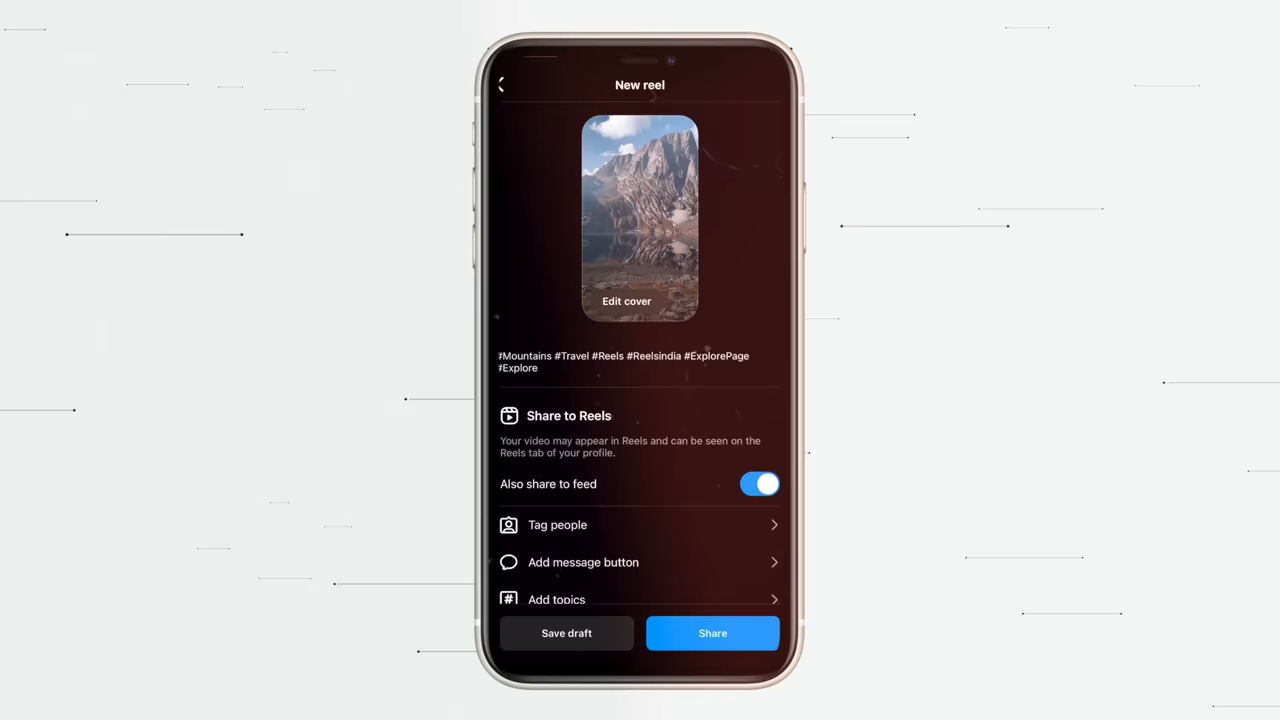 New reel
Edit cover
#Mountains #Travel #Reels #Reelsindia #ExplorePage
#Explore
Share to Reels
Your video may appear in Reels and can be seen on the
Reels tab of your profile.
Also share to feed
Tag people
Add message button
Add topics
Save draft
Share